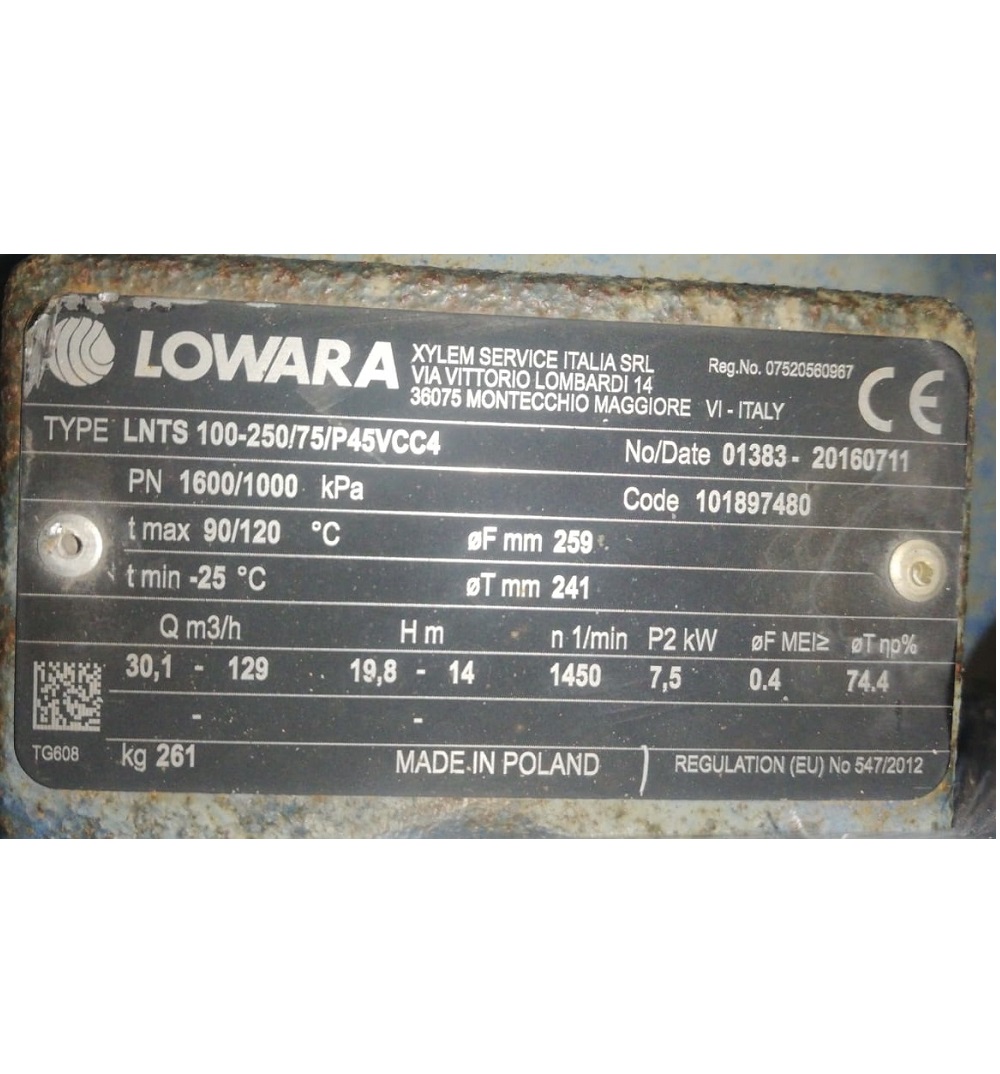 LOWARA
XYLEM SERVICE ITALIA SRL
VIA VITTORIO LOMBARDI 14
36075 MONTECCHIO MAGGIORE VI - ITALY
Reg.No. 07520560967
CE
TYPE LNTS 100-250/75/P45VCC4
No/Date 01383 - 20160711
PN 1600/1000 kPa
Code 101897480
t max 90/120 °C
øF mm 259
t min -25 °C
øT mm 241
Q m3/h H m n 1/min P2 kW øF MEI≥ øT ηp%
30,1 - 129 19,8 - 14 1450 7,5 0.4 74.4
- -
TG608
kg 261
MADE IN POLAND
REGULATION (EU) No 547/2012